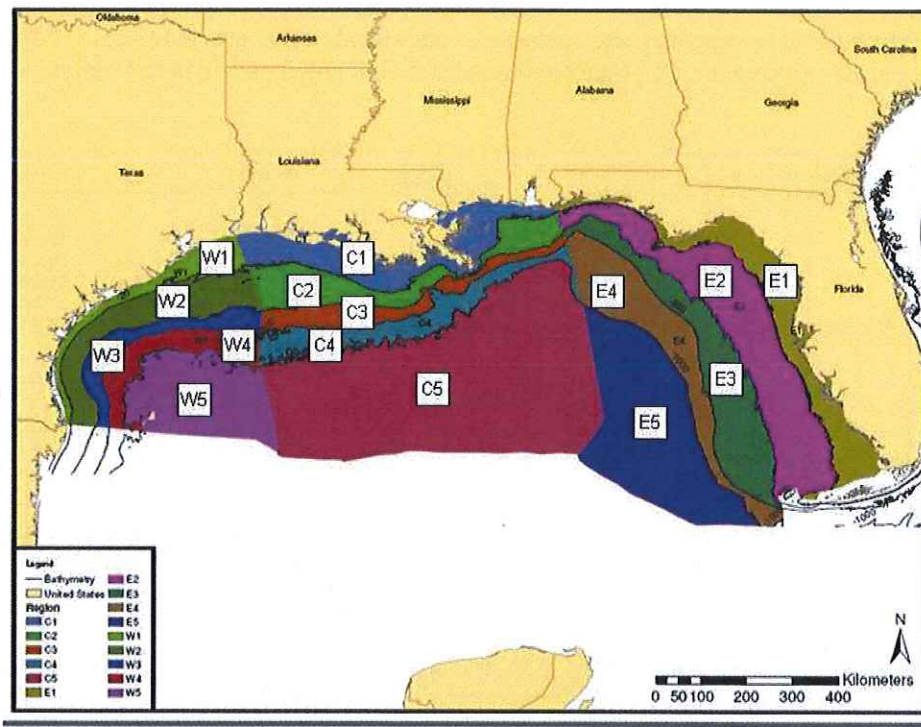 Oklahoma
Arkansas
South Carolina
Mississippi
Alabama
Georgia
Texas
Louisiana
Florida
W1
C1
E2
E1
W2
C2
E4
C3
W3
W4
C4
E3
W5
C5
E5
-1000
Legend
Bathymetry
United States
Region
C1
C2
C3
C4
C5
E1
E2
E3
E4
E5
W1
W2
W3
W4
W5
N
Kilometers
0 50 100 200 300 400